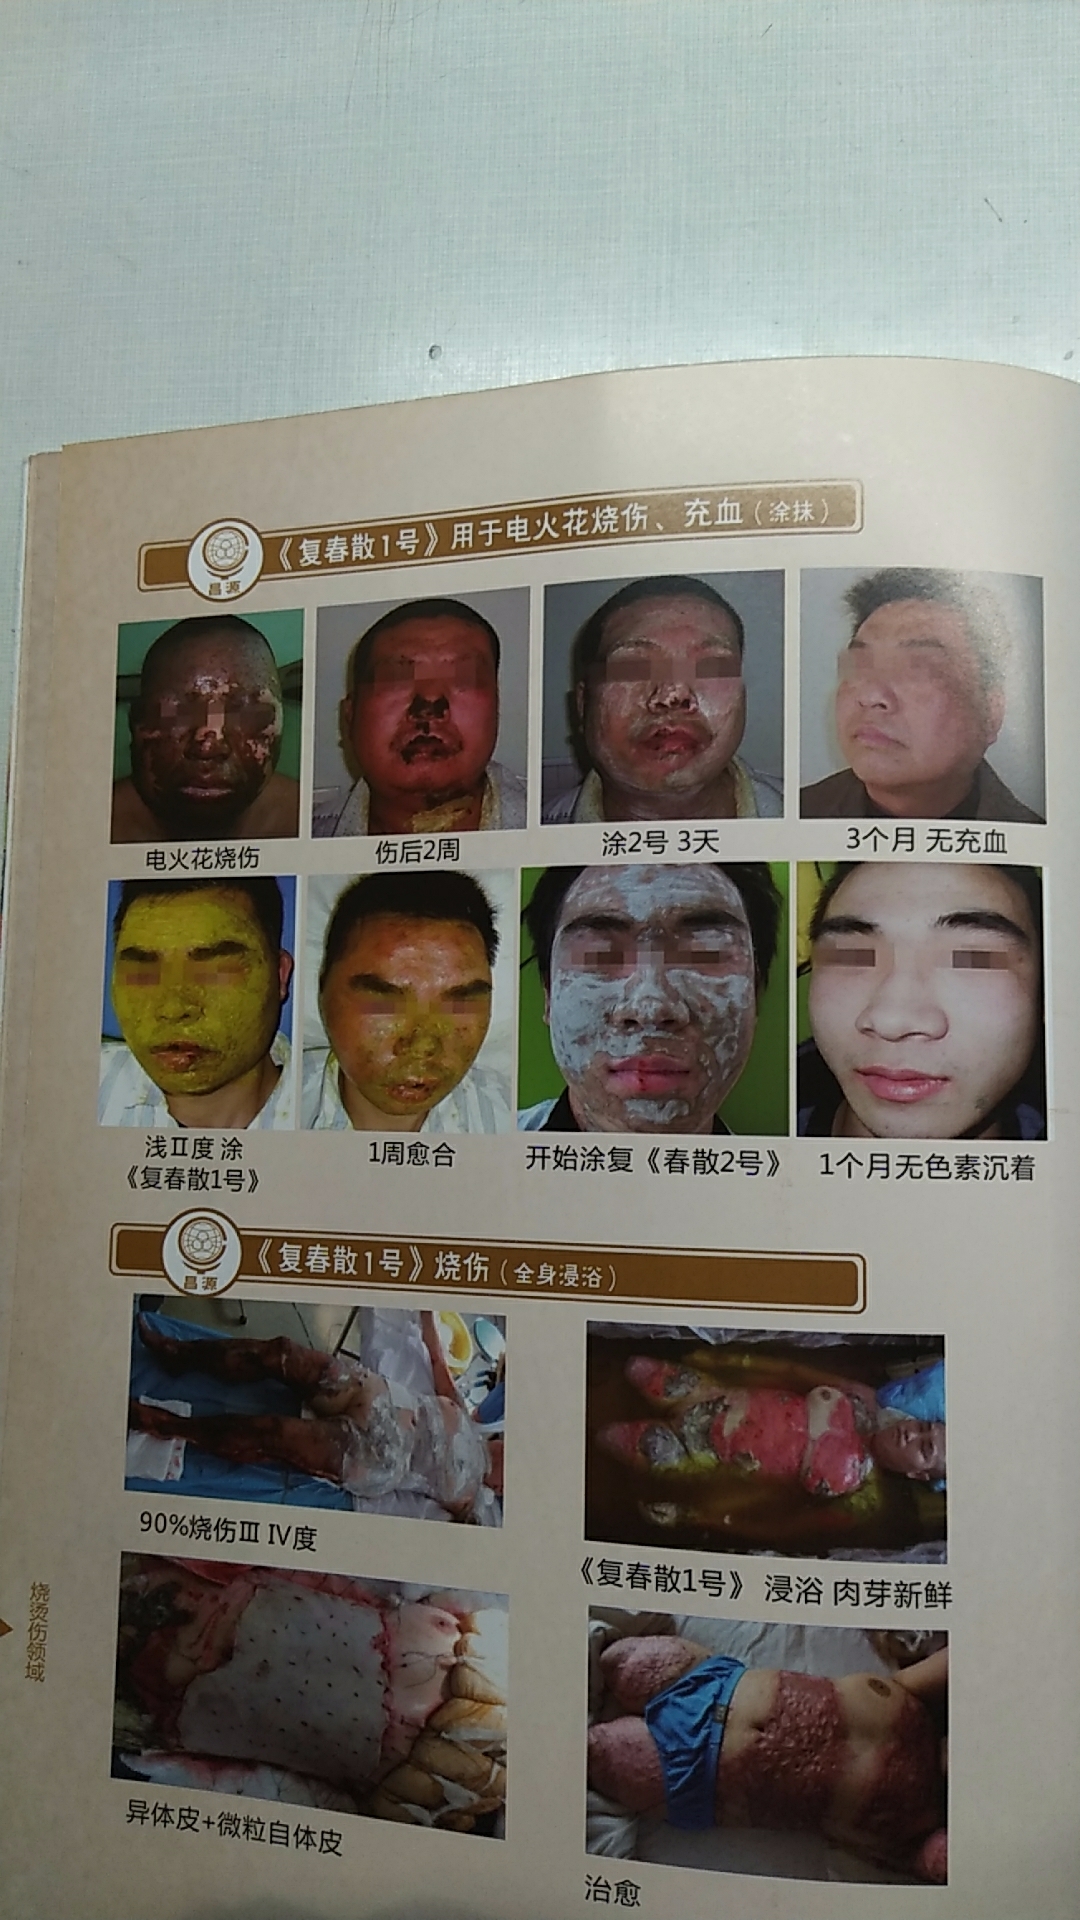 《复春散1号》用于电火花烧伤、充血（涂抹）
昌源
电火花烧伤
伤后2周
涂2号 3天
3个月 无充血
浅Ⅱ度 涂
《复春散1号》
1周愈合
开始涂复《春散2号》
1个月无色素沉着
《复春散1号》烧伤（全身浸浴）
昌源
90%烧伤Ⅲ Ⅳ度
《复春散1号》 浸浴 肉芽新鲜
烧烫伤领域
异体皮+微粒自体皮
治愈